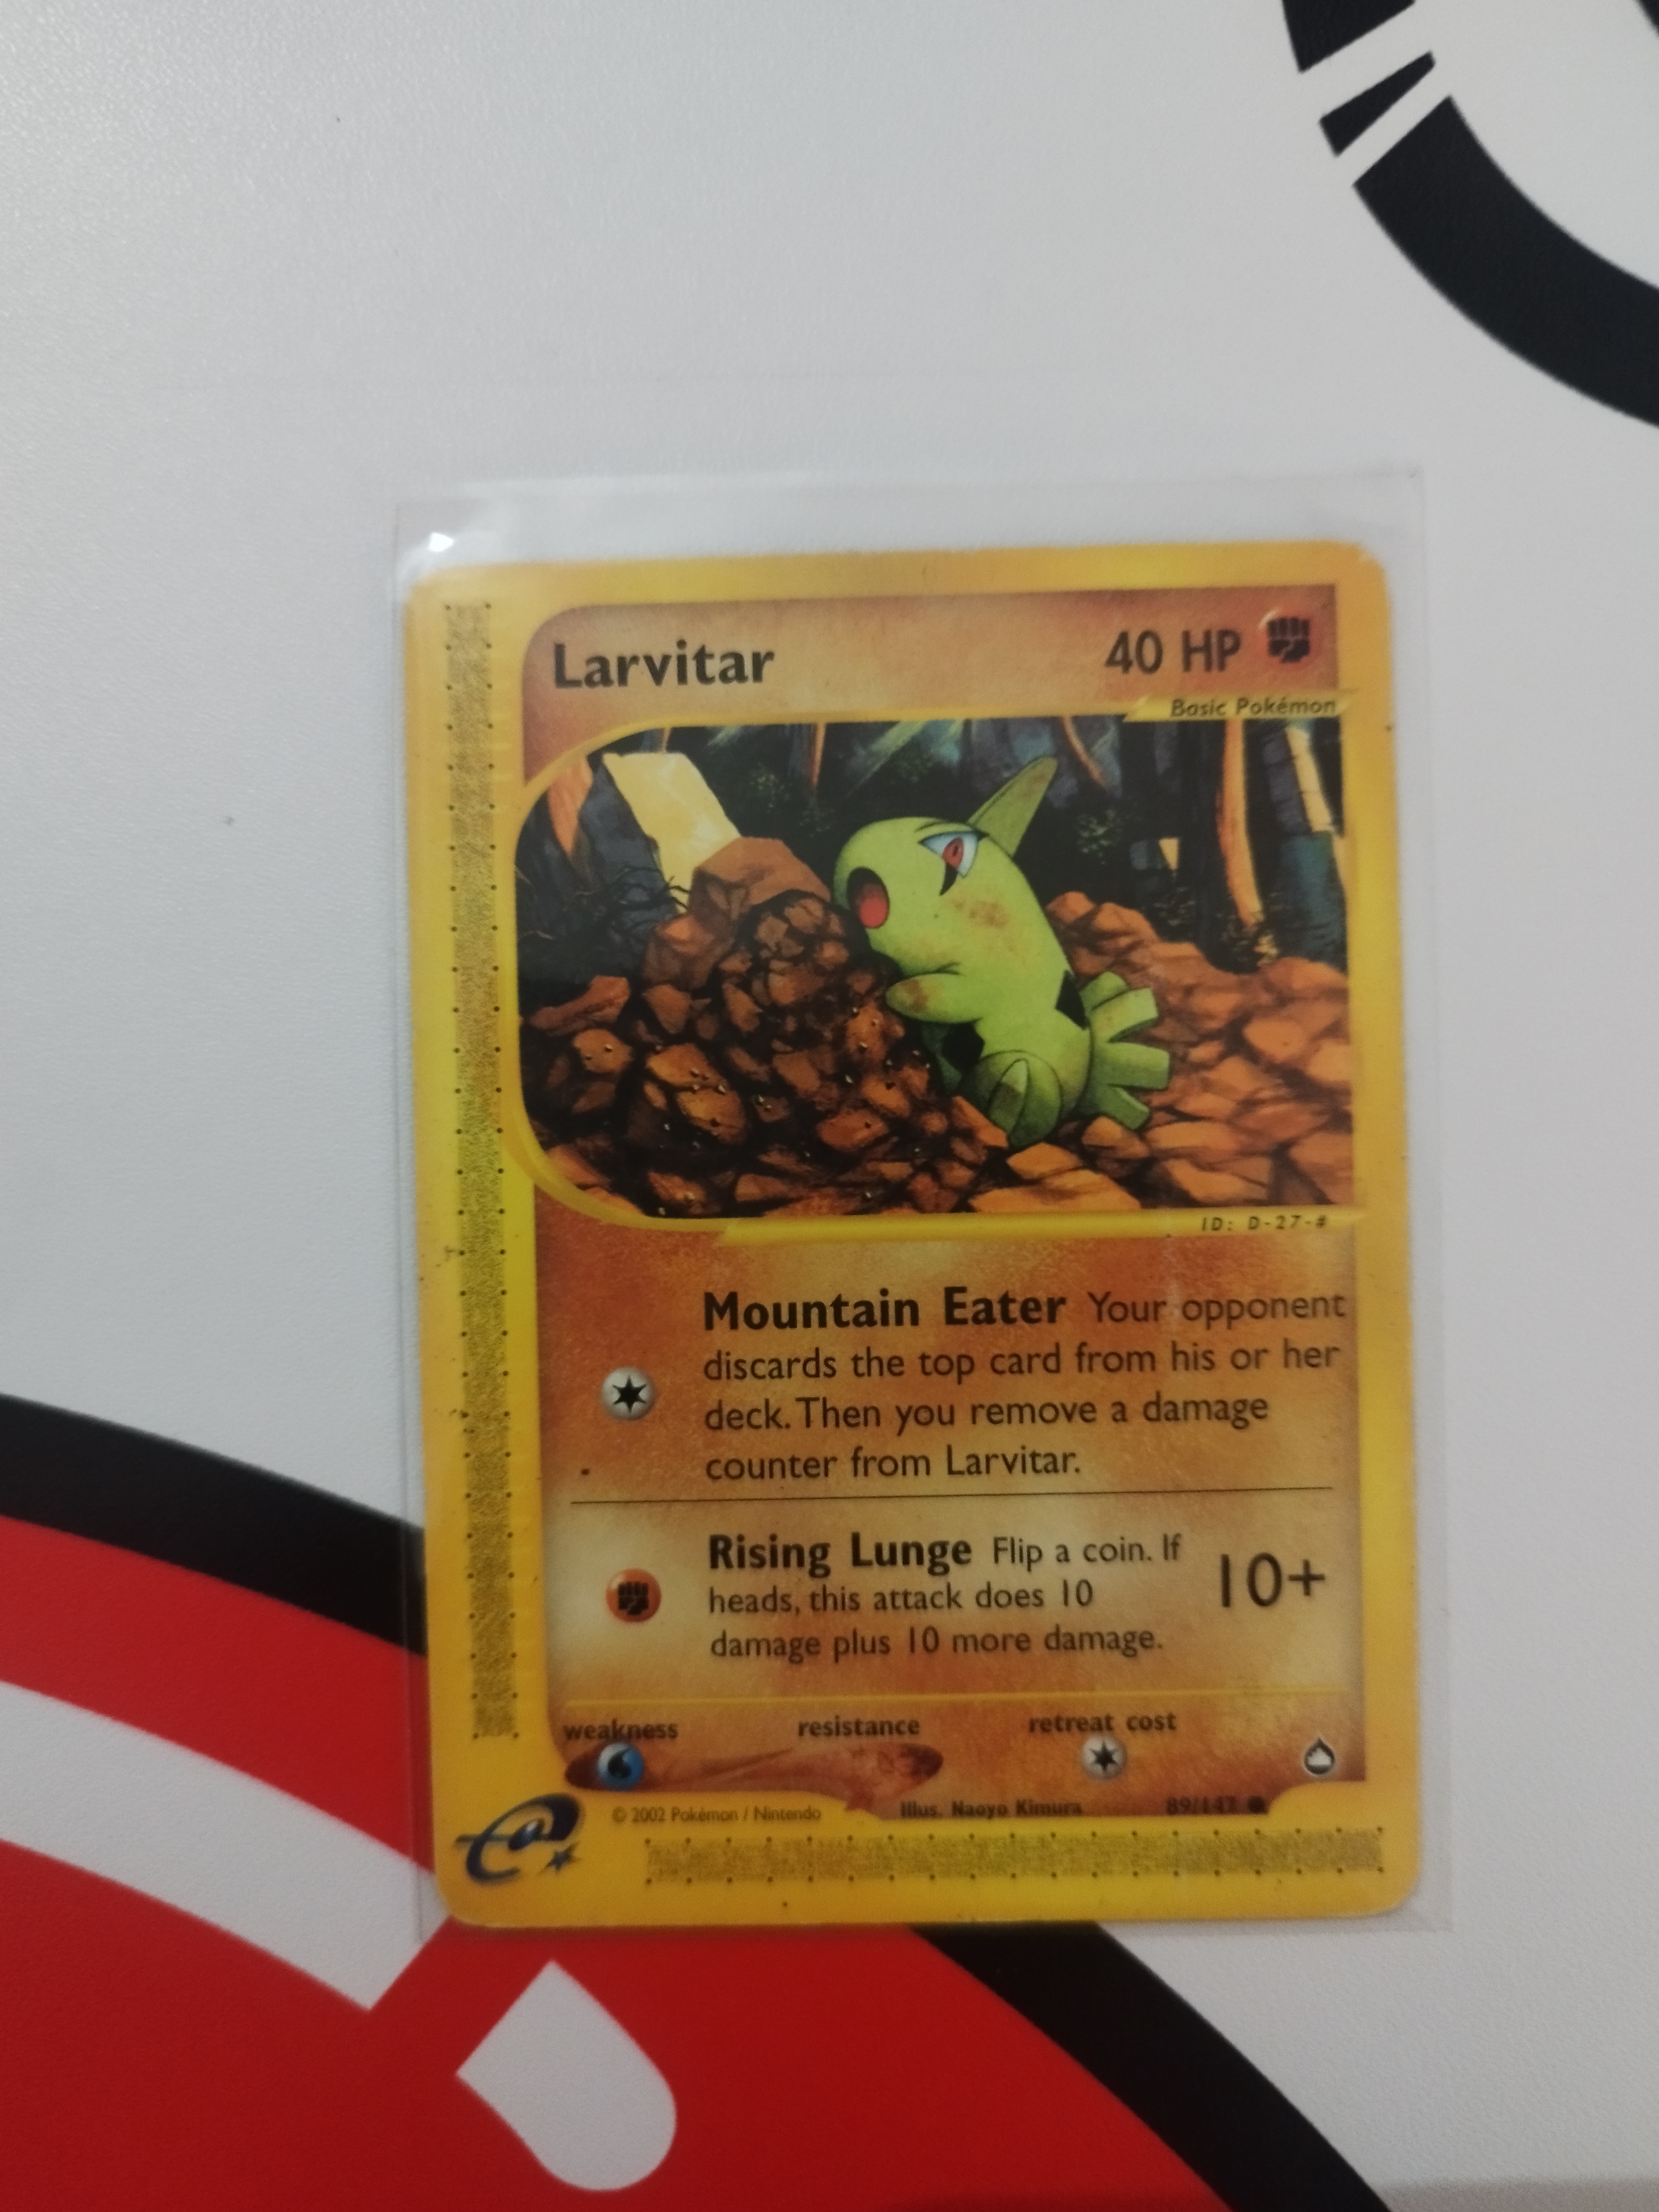 Larvitar 40 HP
Basic Pokémon
ID: D-27-#
Mountain Eater Your opponent
discards the top card from his or her
deck. Then you remove a damage
counter from Larvitar.
Rising Lunge Flip a coin. If
heads, this attack does 10
damage plus 10 more damage.
10+
weakness resistance retreat cost
© 2002 Pokémon / Nintendo Illus. Naoyo Kimura 89/147
e